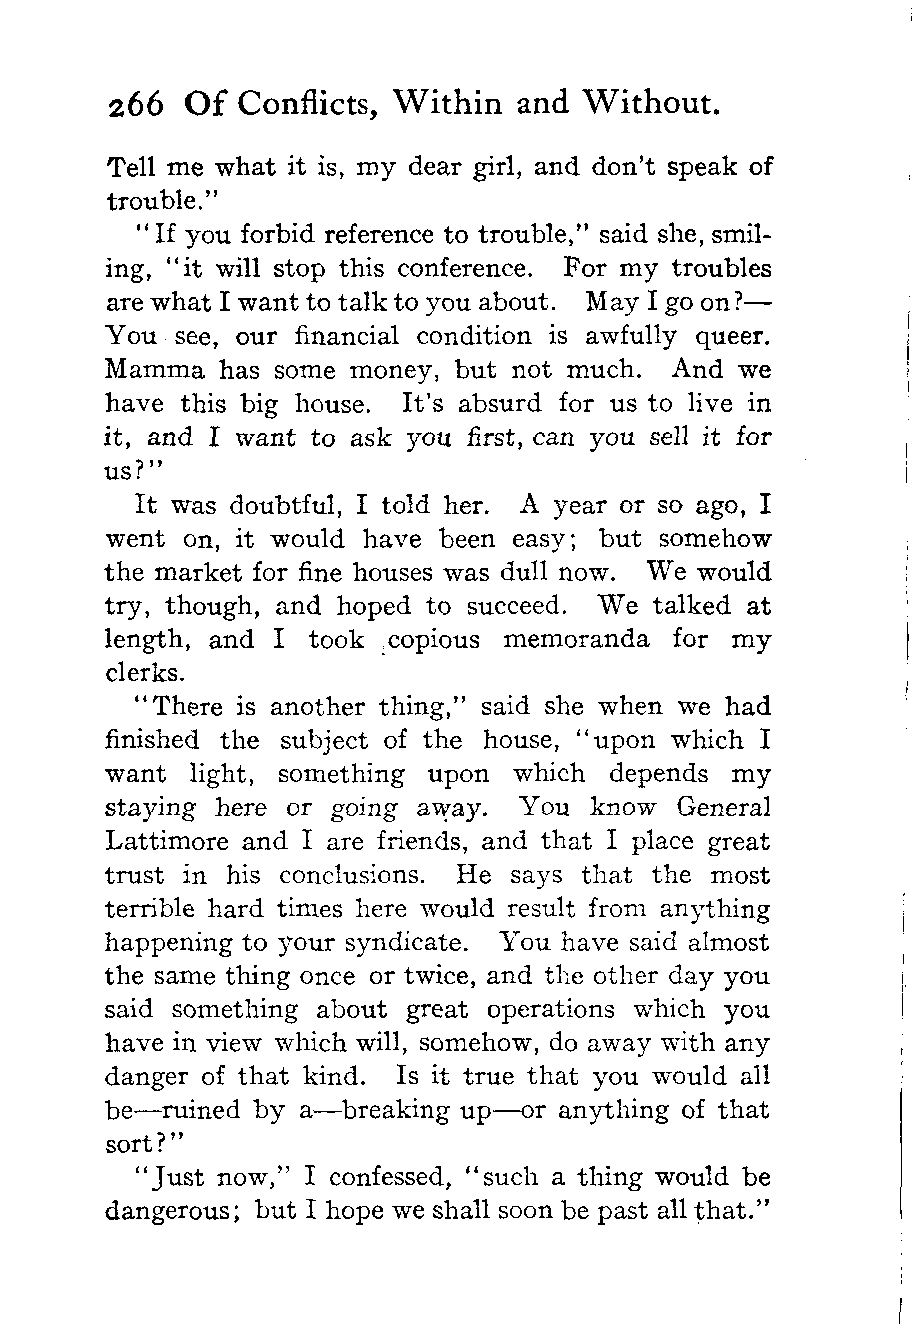 266 Of Conflicts, Within and Without.
Tell me what it is, my dear girl, and don't speak of
trouble."
"If you forbid reference to trouble," said she, smil-
ing, "it will stop this conference. For my troubles
are what I want to talk to you about. May I go on?—
You see, our financial condition is awfully queer.
Mamma has some money, but not much. And we
have this big house. It's absurd for us to live in
it, and I want to ask you first, can you sell it for
us?"
It was doubtful, I told her. A year or so ago, I
went on, it would have been easy; but somehow
the market for fine houses was dull now. We would
try, though, and hoped to succeed. We talked at
length, and I took copious memoranda for my
clerks.
"There is another thing," said she when we had
finished the subject of the house, "upon which I
want light, something upon which depends my
staying here or going away. You know General
Lattimore and I are friends, and that I place great
trust in his conclusions. He says that the most
terrible hard times here would result from anything
happening to your syndicate. You have said almost
the same thing once or twice, and the other day you
said something about great operations which you
have in view which will, somehow, do away with any
danger of that kind. Is it true that you would all
be—ruined by a—breaking up—or anything of that
sort?"
"Just now," I confessed, "such a thing would be
dangerous; but I hope we shall soon be past all that."